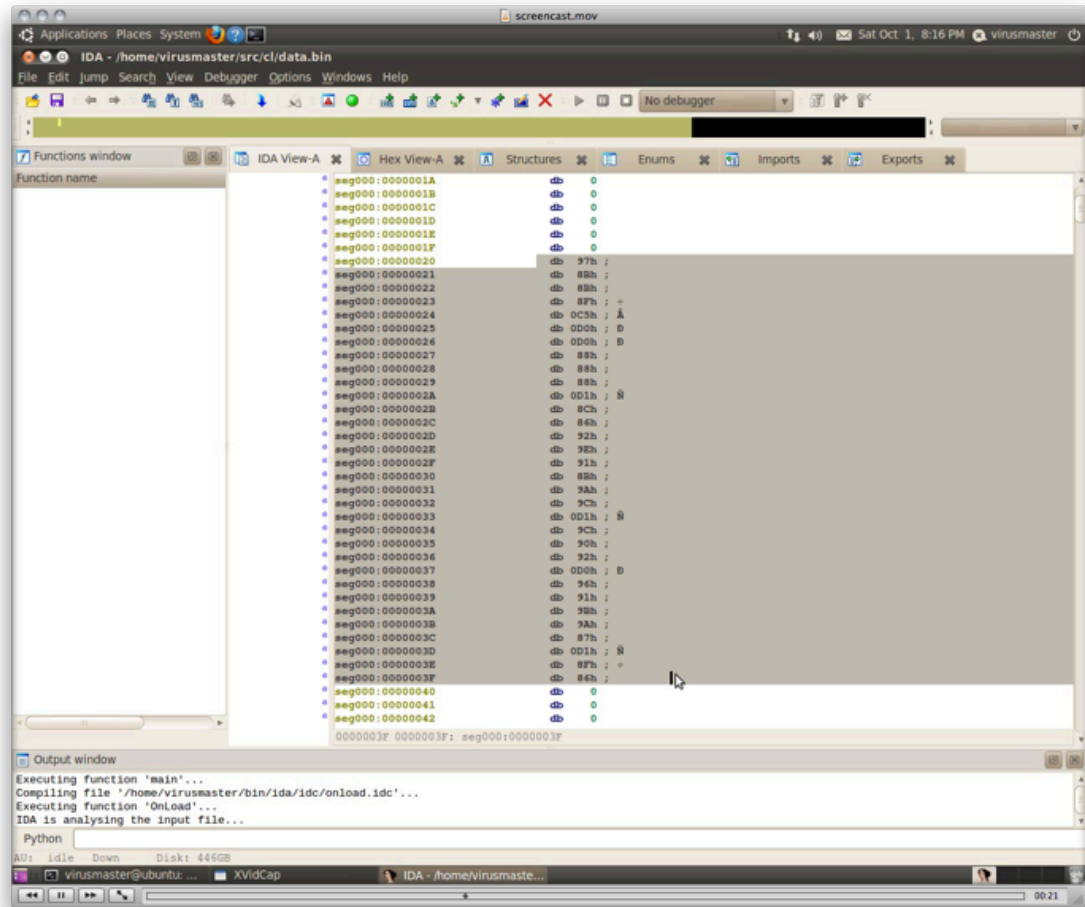 screencast.mov
Applications Places System Sat Oct 1, 8:16 PM virusmaster
IDA - /home/virusmaster/src/cl/data.bin
File Edit Jump Search View Debugger Options Windows Help
No debugger
Functions window IDA View-A Hex View-A Structures Enums Imports Exports
Function name
seg000:0000001A db 0
seg000:0000001B db 0
seg000:0000001C db 0
seg000:0000001D db 0
seg000:0000001E db 0
seg000:0000001F db 0
seg000:00000020 db 97h ;
seg000:00000021 db 8Bh ;
seg000:00000022 db 8Bh ;
seg000:00000023 db 8Fh ; ÷
seg000:00000024 db 0C5h ; Å
seg000:00000025 db 0D0h ; Ð
seg000:00000026 db 0D0h ; Ð
seg000:00000027 db 88h ;
seg000:00000028 db 88h ;
seg000:00000029 db 88h ;
seg000:0000002A db 0D1h ; Ñ
seg000:0000002B db 8Ch ;
seg000:0000002C db 86h ;
seg000:0000002D db 92h ;
seg000:0000002E db 9Eh ;
seg000:0000002F db 91h ;
seg000:00000030 db 8Bh ;
seg000:00000031 db 9Ah ;
seg000:00000032 db 9Ch ;
seg000:00000033 db 0D1h ; Ñ
seg000:00000034 db 9Ch ;
seg000:00000035 db 90h ;
seg000:00000036 db 92h ;
seg000:00000037 db 0D0h ; Ð
seg000:00000038 db 96h ;
seg000:00000039 db 91h ;
seg000:0000003A db 9Bh ;
seg000:0000003B db 9Ah ;
seg000:0000003C db 87h ;
seg000:0000003D db 0D1h ; Ñ
seg000:0000003E db 8Fh ; ÷
seg000:0000003F db 86h ;
seg000:00000040 db 0
seg000:00000041 db 0
seg000:00000042 db 0
0000003F 0000003F: seg000:0000003F
Output window
Executing function 'main'...
Compiling file '/home/virusmaster/bin/ida/idc/onload.idc'...
Executing function 'OnLoad'...
IDA is analysing the input file...
Python
AU: idle Down Disk: 446GB
virusmaster@ubuntu: ... XVidCap IDA - /home/virusmaste...
00:21